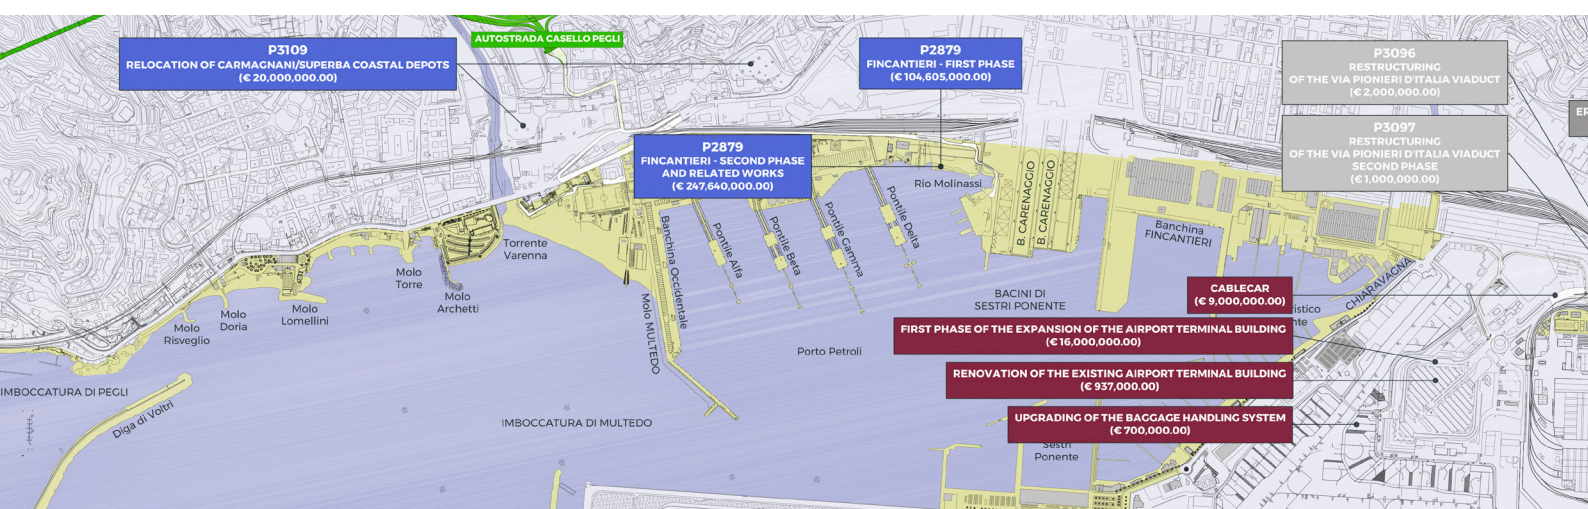 AUTOSTRADA CASELLO PEGLI
P3109
RELOCATION OF CARMAGNANI/SUPERBA COASTAL DEPOTS
(€ 20,000,000.00)
P2879
FINCANTIERI - FIRST PHASE
(€ 104,605,000.00)
P3096
RESTRUCTURING
OF THE VIA PIONIERI D'ITALIA VIADUCT
(€ 2,000,000.00)
P3097
RESTRUCTURING
OF THE VIA PIONIERI D'ITALIA VIADUCT
SECOND PHASE
(€ 1,000,000.00)
P2879
FINCANTIERI - SECOND PHASE
AND RELATED WORKS
(€ 247,640,000.00)
Rio Molinassi
B. CARENAGGIO
B. CARENAGGIO
Banchina
FINCANTIERI
Pontile Alfa
Pontile Beta
Pontile Gamma
Pontile Delta
Banchina Occidentale
Molo MULTEDO
Torrente
Varenna
Molo
Torre
Molo
Archetti
Molo
Lomellini
Molo
Doria
Molo
Risveglio
BACINI DI
SESTRI PONENTE
CHIARAVAGNA
CABLECAR
(€ 9,000,000.00)
FIRST PHASE OF THE EXPANSION OF THE AIRPORT TERMINAL BUILDING
(€ 16,000,000.00)
Porto Petroli
RENOVATION OF THE EXISTING AIRPORT TERMINAL BUILDING
(€ 937,000.00)
UPGRADING OF THE BAGGAGE HANDLING SYSTEM
(€ 700,000.00)
Sestri
Ponente
IMBOCCATURA DI PEGLI
Diga di Voltri
IMBOCCATURA DI MULTEDO